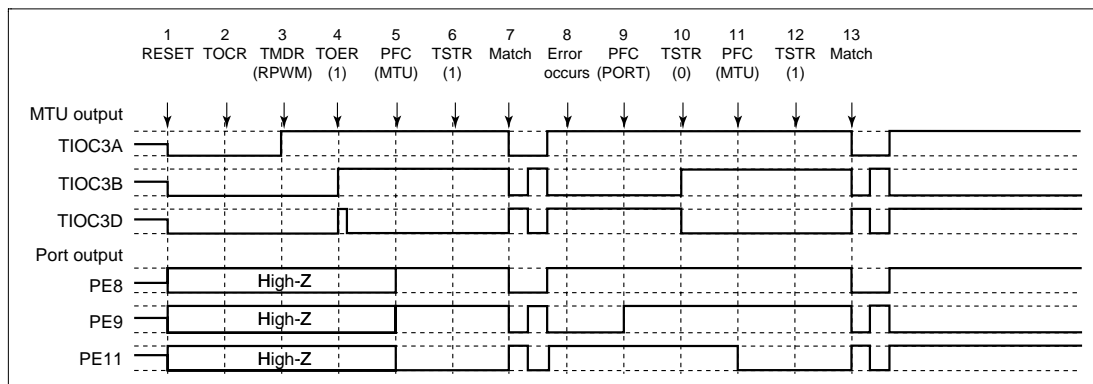 1 2 3 4 5 6 7 8 9 10 11 12 13
RESET TOCR TMDR TOER PFC TSTR Match Error PFC TSTR PFC TSTR Match
(RPWM) (1) (MTU) (1) occurs (PORT) (0) (MTU) (1)
MTU output
TIOC3A
TIOC3B
TIOC3D
Port output
PE8 High-Z
PE9 High-Z
PE11 High-Z